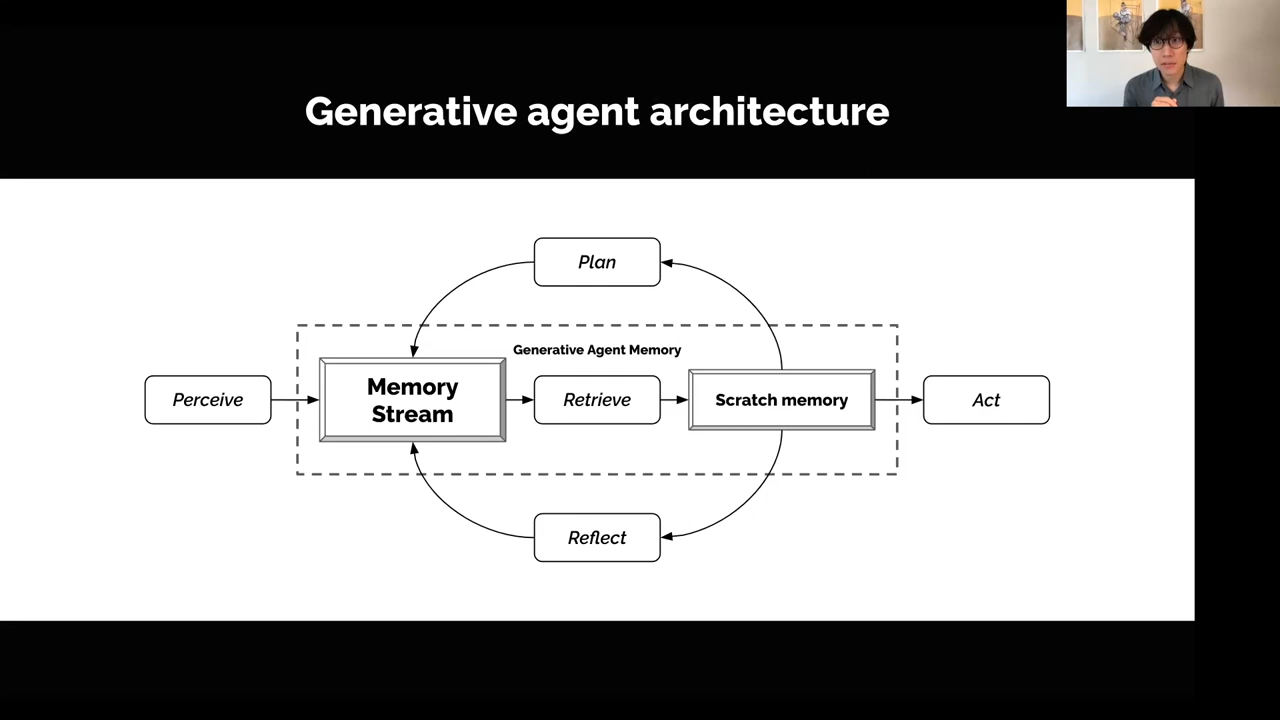 Generative agent architecture
Plan
Generative Agent Memory
Perceive
Memory
Stream
Retrieve
Scratch memory
Act
Reflect